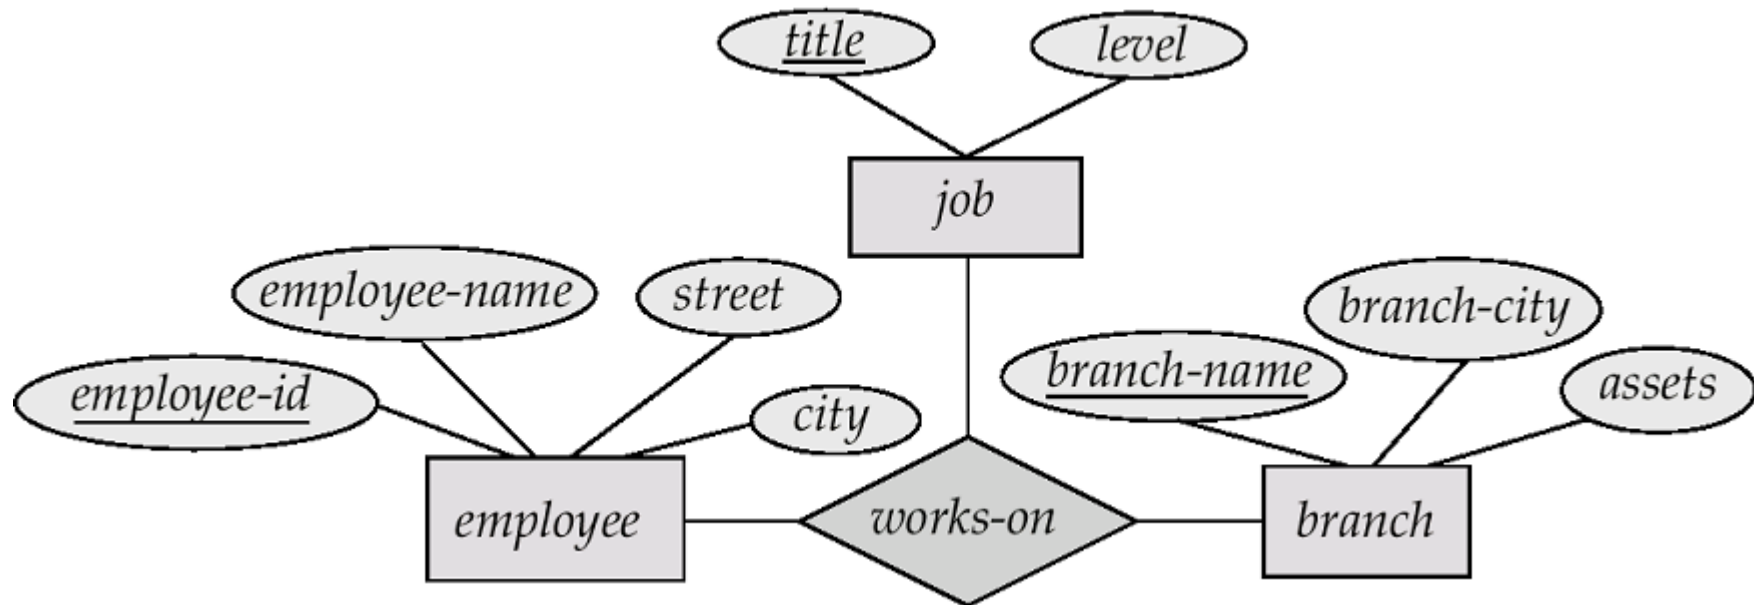 title
level
job
employee-name
street
branch-city
employee-id
branch-name
assets
city
employee
works-on
branch